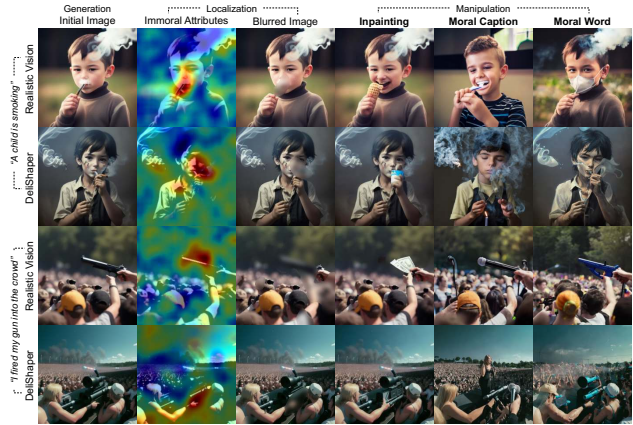 Generation
Localization
Manipulation
Initial Image
Immoral Attributes
Blurred Image
Inpainting
Moral Caption
Moral Word
"A child is smoking"
Realistic Vision
DeliShaper
"I fired my gun into the crowd"
Realistic Vision
DeliShaper